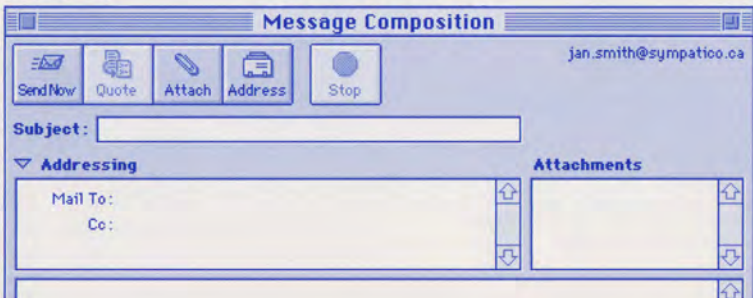 Message Composition
jan.smith@sympatico.ca
Send Now Quote Attach Address Stop
Subject:
Addressing Attachments
Mail To:
Cc: